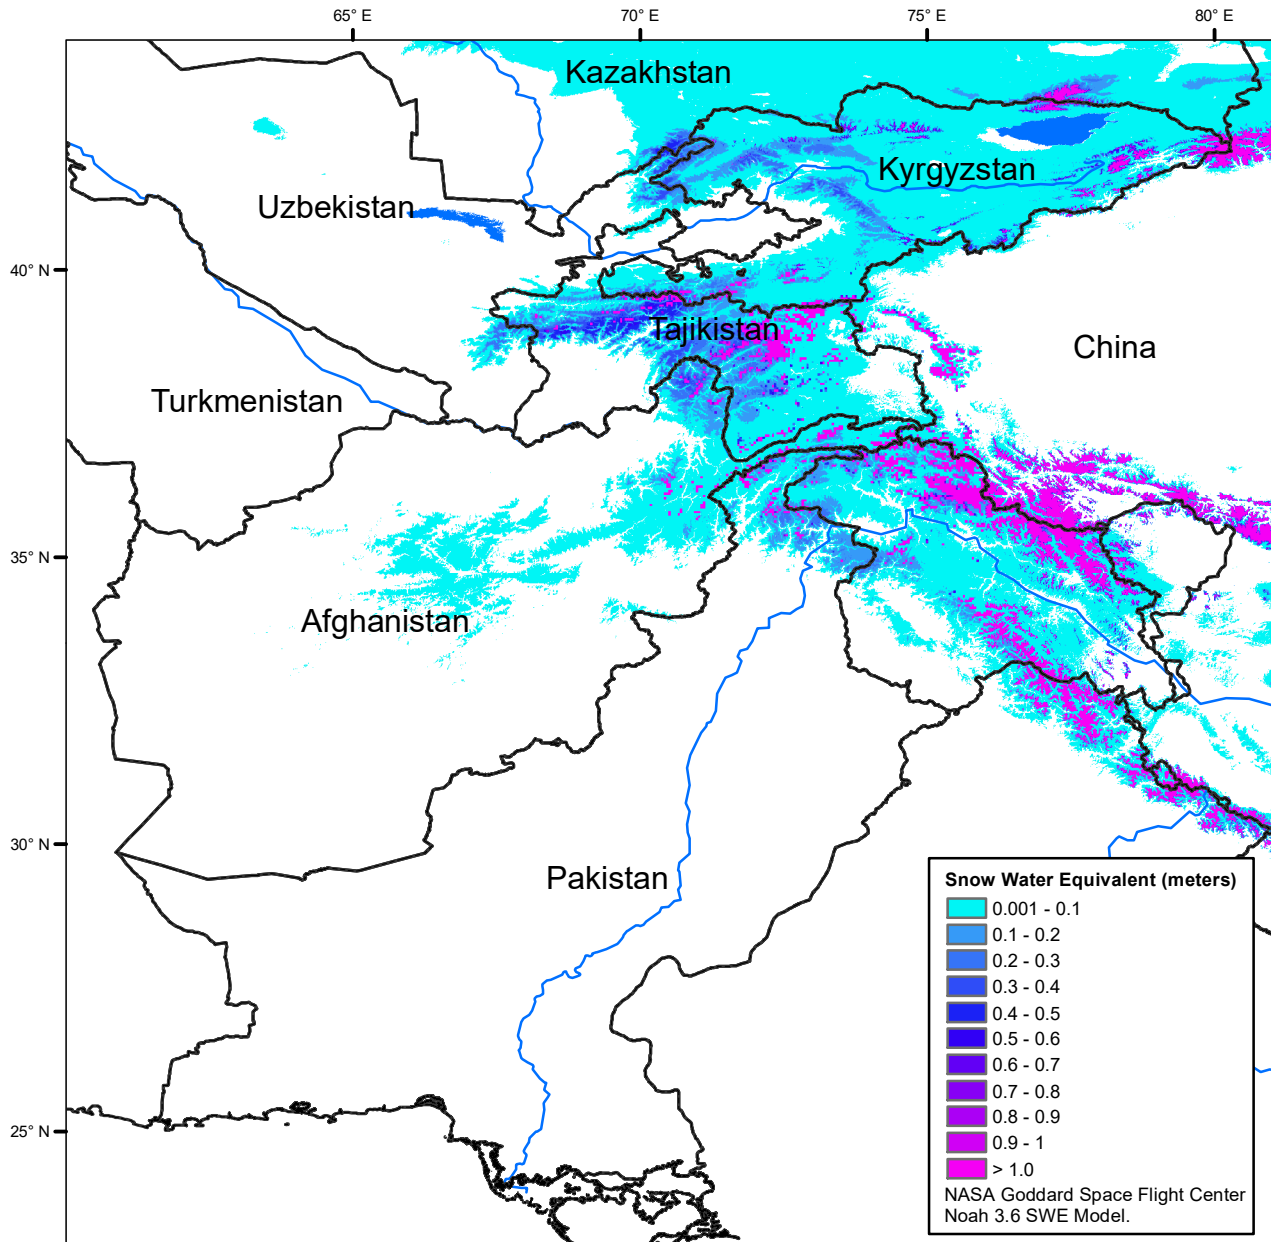 65° E
70° E
75° E
80° E
Kazakhstan
Kyrgyzstan
Uzbekistan
40° N
Tajikistan
China
Turkmenistan
35° N
Afghanistan
30° N
Pakistan
25° N
Snow Water Equivalent (meters)
0.001 - 0.1
0.1 - 0.2
0.2 - 0.3
0.3 - 0.4
0.4 - 0.5
0.5 - 0.6
0.6 - 0.7
0.7 - 0.8
0.8 - 0.9
0.9 - 1
> 1.0
NASA Goddard Space Flight Center
Noah 3.6 SWE Model.